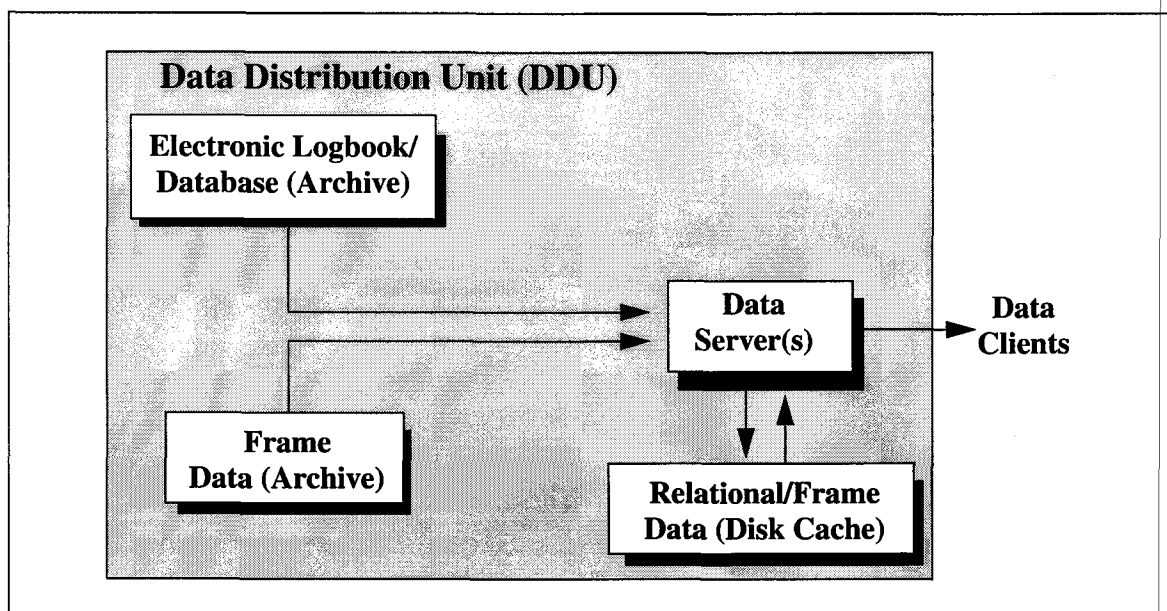 Data Distribution Unit (DDU)
Electronic Logbook/
Database (Archive)
Data
Server(s)
Data
Clients
Frame
Data (Archive)
Relational/Frame
Data (Disk Cache)